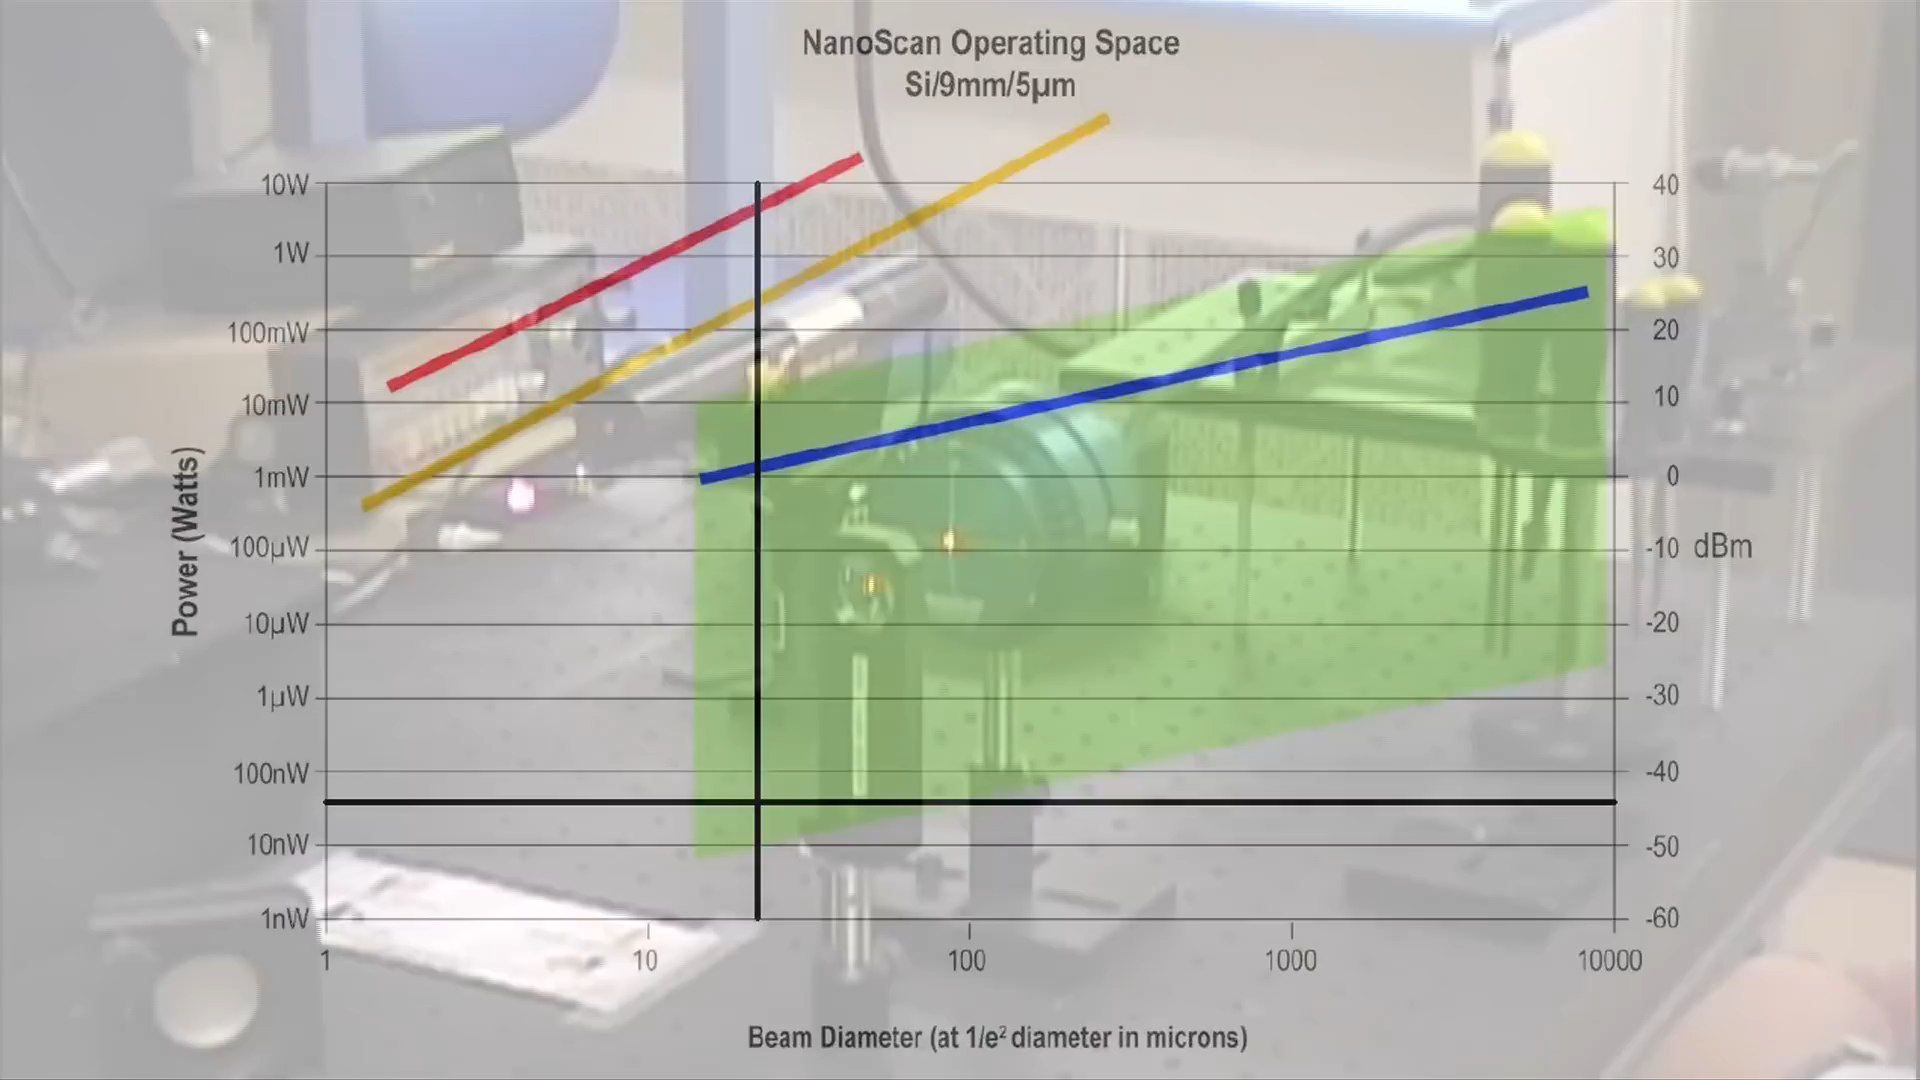 NanoScan Operating Space
Si/9mm/5µm
10W
1W
100mW
10mW
1mW
100µW
10µW
1µW
100nW
10nW
1nW
Power (Watts)
40
30
20
10
0
-10
-20
-30
-40
-50
-60
dBm
1
10
100
1000
10000
Beam Diameter (at 1/e² diameter in microns)